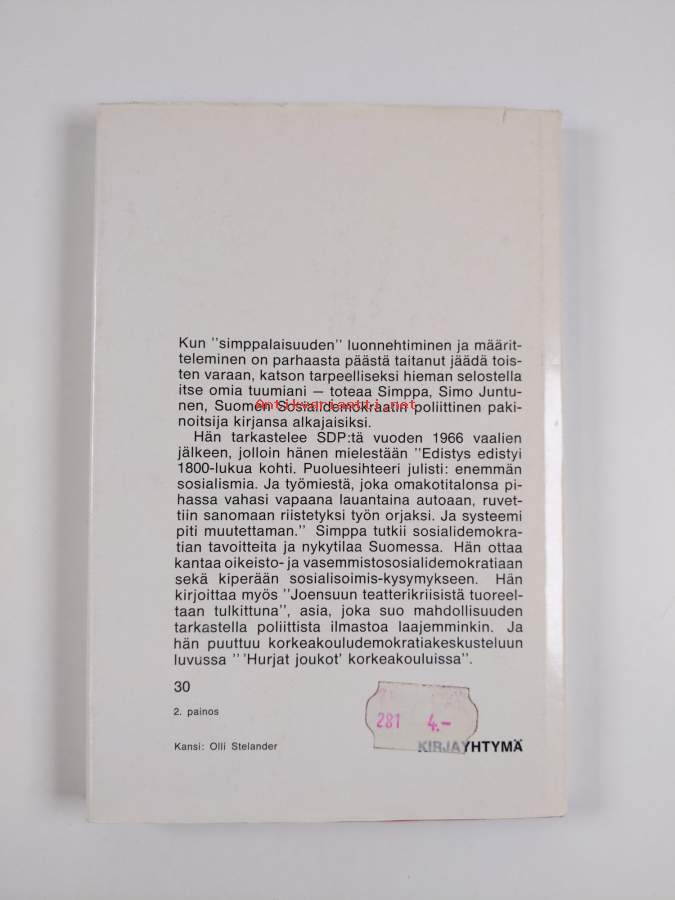 Kun "simppalaisuuden" luonnehtiminen ja määrit-
teleminen on parhaasta päästä taitanut jäädä tois-
ten varaan, katson tarpeelliseksi hieman selostella
itse omia tuumiani — toteaa Simppa, Simo Juntu-
nen, Suomen Sosialidemokraatin poliittinen paki-
noitsija kirjansa alkajaisiksi.
Antikvariaatti.net
Hän tarkastelee SDP:tä vuoden 1966 vaalien
jälkeen, jolloin hänen mielestään "Edistys edistyi
1800-lukua kohti. Puoluesihteeri julisti: enemmän
sosialismia. Ja työmiestä, joka omakotitalonsa pi-
hassa vahasi vapaana lauantaina autoaan, ruvet-
tiin sanomaan riistetyksi työn orjaksi. Ja systeemi
piti muutettaman." Simppa tutkii sosialidemokra-
tian tavoitteita ja nykytilaa Suomessa. Hän ottaa
kantaa oikeisto- ja vasemmistososialidemokratiaan
sekä kiperään sosialisoimis-kysymykseen. Hän
kirjoittaa myös "Joensuun teatterikriisistä tuoreel-
taan tulkittuna", asia, joka suo mahdollisuuden
tarkastella poliittista ilmastoa laajemminkin. Ja
hän puuttuu korkeakouludemokratiakeskusteluun
luvussa " 'Hurjat joukot' korkeakouluissa".
30
2. painos
281 4.-
Kansi: Olli Stelander
KIRJAYHTYMÄ